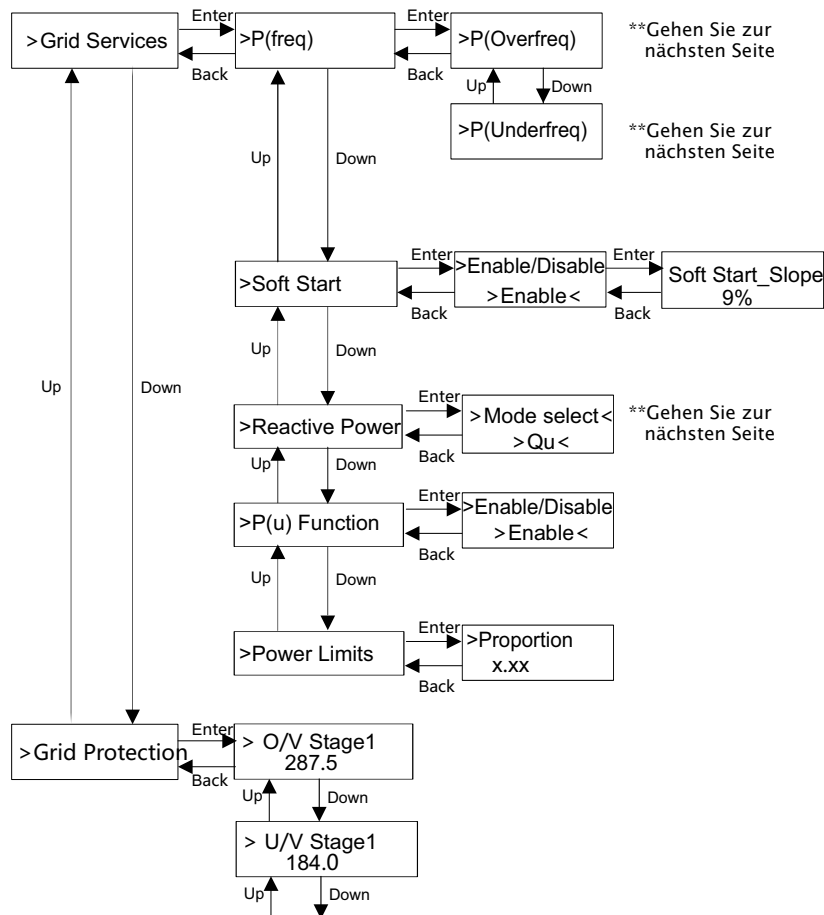 Enter
Enter
>Grid Services
>P(freq)
>P(Overfreq)
**Gehen Sie zur
nächsten Seite
Back
Back
Up
Down
>P(Underfreq)
**Gehen Sie zur
nächsten Seite
Up
Down
Enter
Enter
>Soft Start
>Enable/Disable
>Enable<
Soft Start_Slope
9%
Back
Back
Up
Down
Up
Down
Enter
>Reactive Power
>Mode select<
>Qu<
**Gehen Sie zur
nächsten Seite
Back
Up
Down
Enter
>P(u) Function
>Enable/Disable
>Enable<
Back
Up
Down
Enter
>Power Limits
>Proportion
x.xx
Back
Enter
>Grid Protection
> O/V Stage1
287.5
Back
Up
Down
> U/V Stage1
184.0
Up
Down